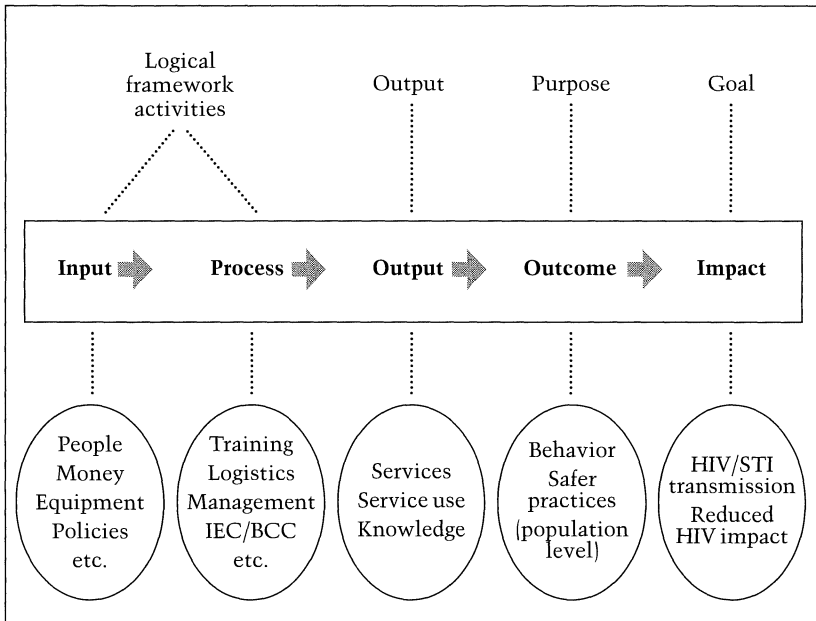 Logical
framework
activities
Output
Purpose
Goal
Input
Process
Output
Outcome
Impact
People
Money
Equipment
Policies
etc.
Training
Logistics
Management
IEC/BCC
etc.
Services
Service use
Knowledge
Behavior
Safer
practices
(population
level)
HIV/STI
transmission
Reduced
HIV impact